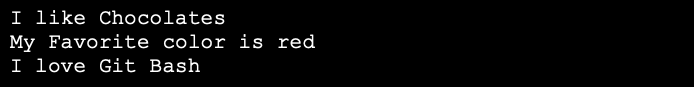 I like Chocolates
My Favorite color is red
I love Git Bash